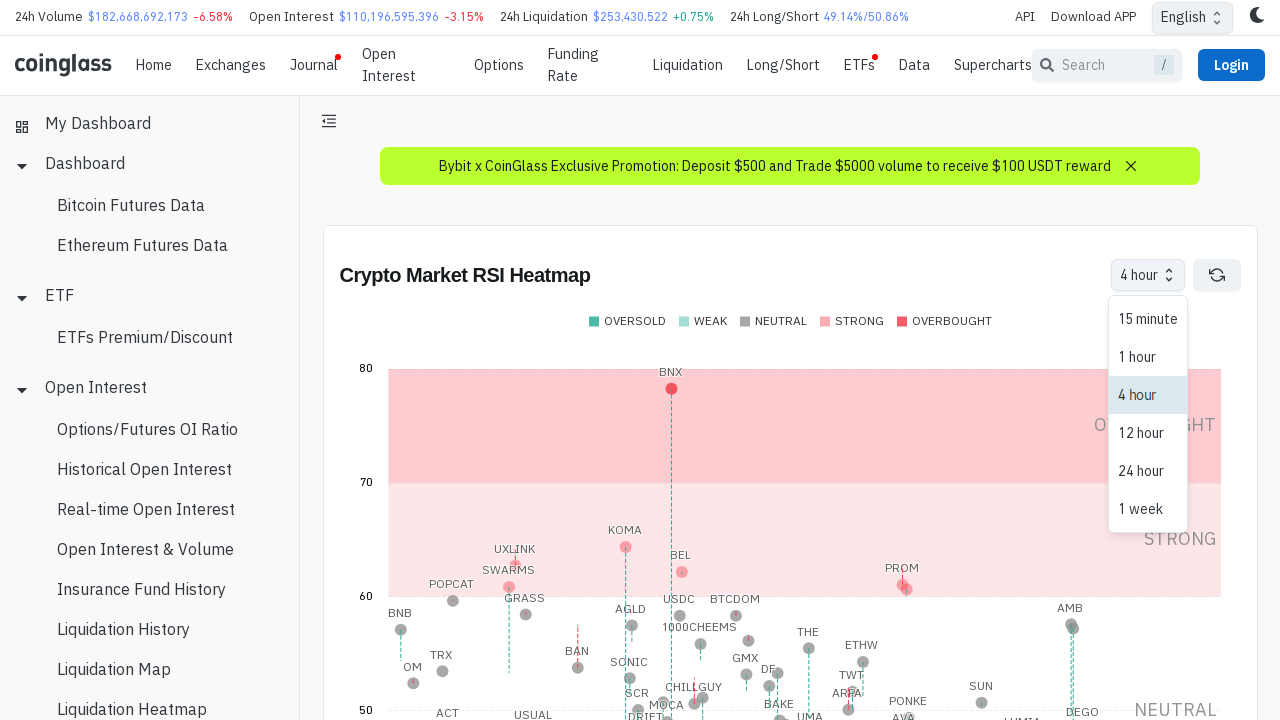 24h Volume $182,668,692,173 -6.58% Open Interest $110,196,595,396 -3.15% 24h Liquidation $253,430,522 +0.75% 24h Long/Short 49.14%/50.86% API Download APP English
coinglass Home Exchanges Journal Open Interest Options Funding Rate Liquidation Long/Short ETFs Data Supercharts Search / Login
My Dashboard
Dashboard
Bitcoin Futures Data
Ethereum Futures Data
ETF
ETFs Premium/Discount
Open Interest
Options/Futures OI Ratio
Historical Open Interest
Real-time Open Interest
Open Interest & Volume
Insurance Fund History
Liquidation History
Liquidation Map
Liquidation Heatmap
Bybit x CoinGlass Exclusive Promotion: Deposit $500 and Trade $5000 volume to receive $100 USDT reward
Crypto Market RSI Heatmap
4 hour
15 minute
1 hour
4 hour
12 hour
24 hour
1 week
OVERSOLD WEAK NEUTRAL STRONG OVERBOUGHT
80
BNX
70
KOMA
STRONG
UXLINK
BEL
SWARMS
PROM
POPCAT
60
GRASS
USDC
BTCDOM
BNB
AGLD
AMB
1000CHEEMS
THE
ETHW
BAN
TRX
SONIC
GMX
OM
DF
TWT
CHILLGUY
SUN
SCR
ARPA
MOCA
BAKE
PONKE
50
ACT
USUAL
DRIFT
UMA
DEGO
NEUTRAL